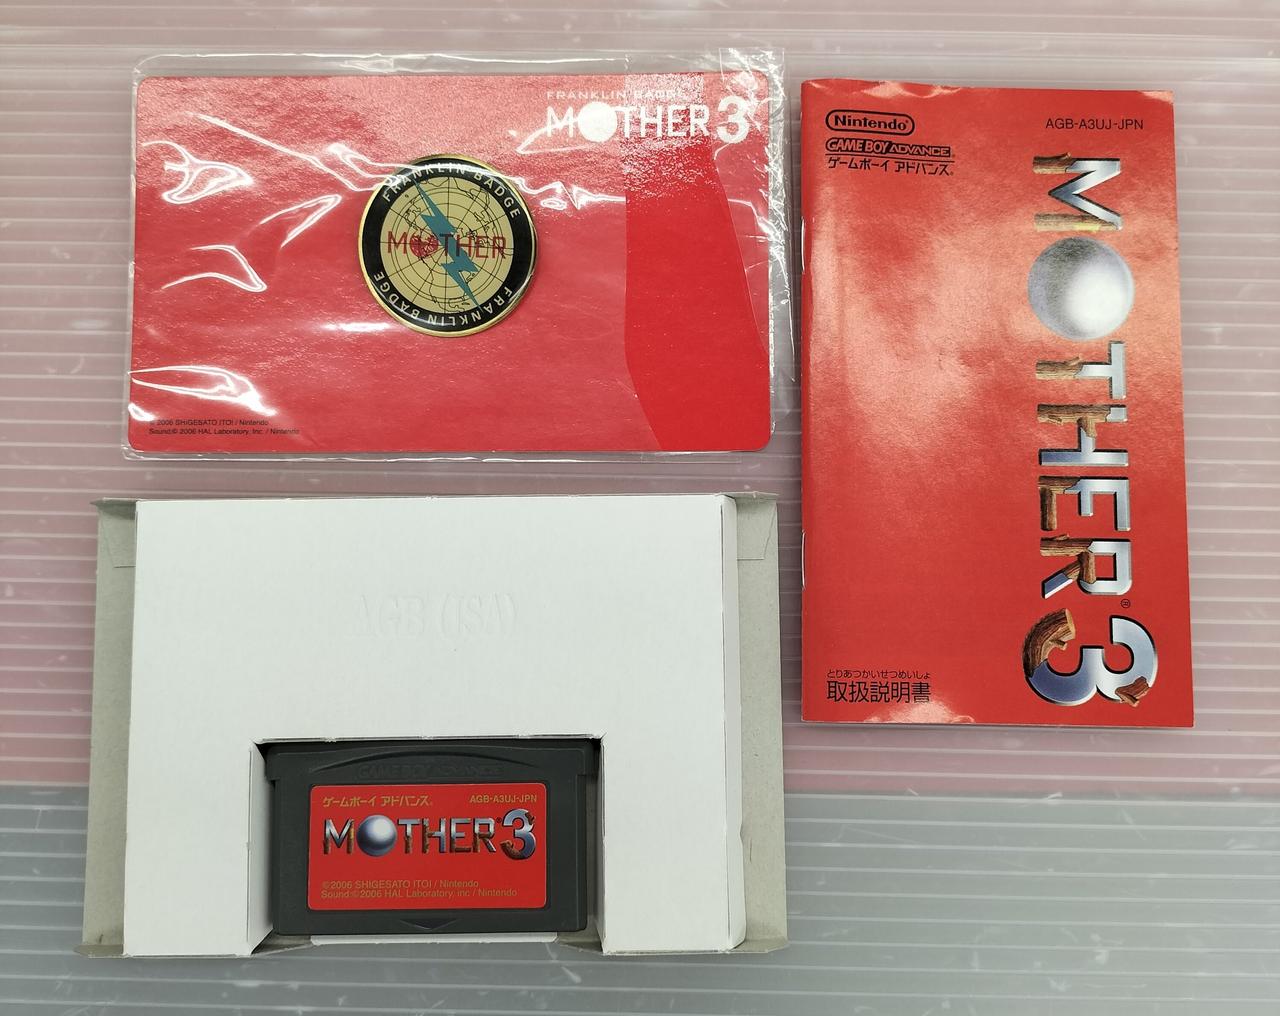 FRANKLIN BADGE
MOTHER3
FRANKLIN BADGE
MOTHER
FRANKLIN BADGE
© 2006 SHIGESATO ITOI / Nintendo
Sound:© 2006 HAL Laboratory, Inc. / Nintendo
Nintendo®
GAME BOY ADVANCE
ゲームボーイ アドバンス®
AGB-A3UJ-JPN
MOTHER®3
とりあつかいせつめいしょ
取扱説明書
AGB (USA)
GAME BOY ADVANCE
ゲームボーイ アドバンス®
AGB-A3UJ-JPN
MOTHER®3
©2006 SHIGESATO ITOI / Nintendo
Sound:©2006 HAL Laboratory, inc / Nintendo